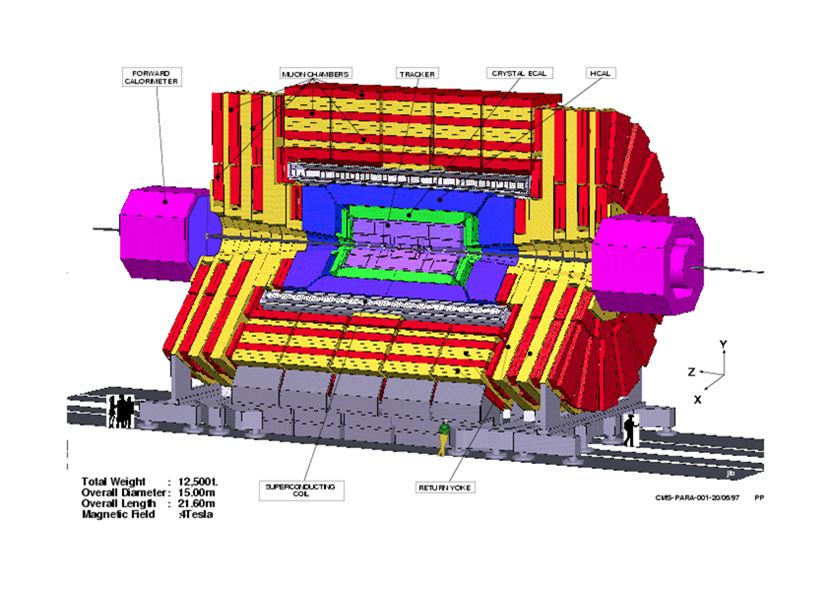 FORWARD
CALORIMETER
MUON CHAMBERS
TRACKER
CRYSTAL ECAL
HCAL
Y
Z
X
Total Weight : 12,500t.
Overall Diameter : 15.00m
Overall Length : 21.60m
Magnetic Field :4Tesla
SUPERCONDUCTING
COIL
RETURN YOKE
CMS-PARA-001-20/06/97 PP